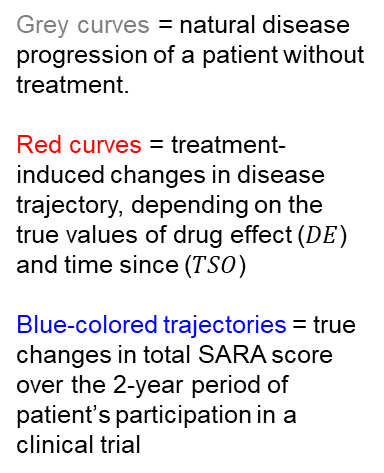 Grey curves = natural disease
progression of a patient without
treatment.
Red curves = treatment-
induced changes in disease
trajectory, depending on the
true values of drug effect (DE)
and time since (TSO)
Blue-colored trajectories = true
changes in total SARA score
over the 2-year period of
patient’s participation in a
clinical trial